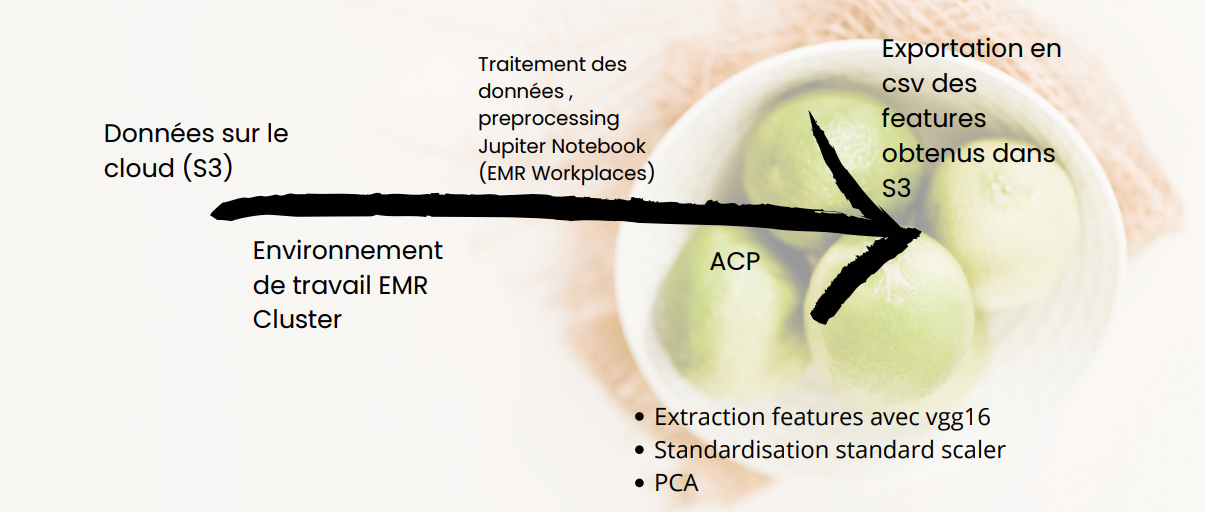 Données sur le
cloud (S3)
Environnement
de travail EMR
Cluster
Traitement des
données ,
preprocessing
Jupiter Notebook
(EMR Workplaces)
ACP
Exportation en
csv des
features
obtenus dans
S3
• Extraction features avec vgg16
• Standardisation standard scaler
• PCA